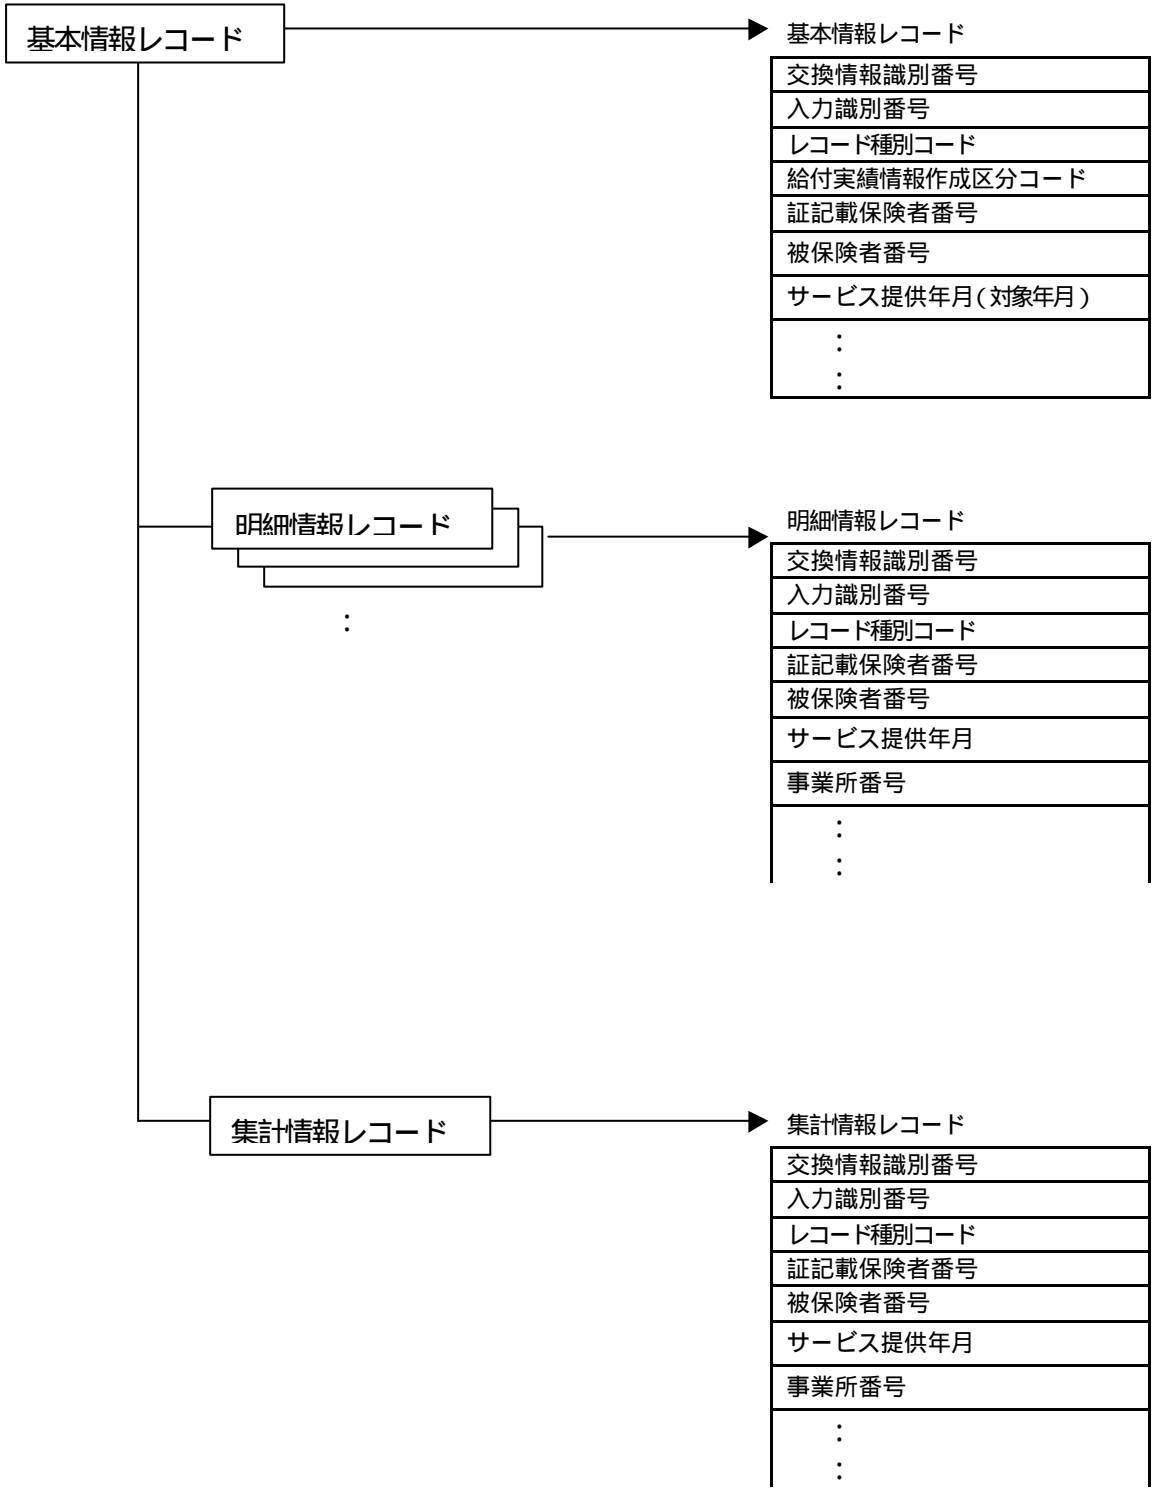 基本情報レコード
基本情報レコード
交換情報識別番号
入力識別番号
レコード種別コード
給付実績情報作成区分コード
証記載保険者番号
被保険者番号
サービス提供年月(対象年月)
:
:
明細情報レコード
:
明細情報レコード
交換情報識別番号
入力識別番号
レコード種別コード
証記載保険者番号
被保険者番号
サービス提供年月
事業所番号
:
:
集計情報レコード
集計情報レコード
交換情報識別番号
入力識別番号
レコード種別コード
証記載保険者番号
被保険者番号
サービス提供年月
事業所番号
:
: